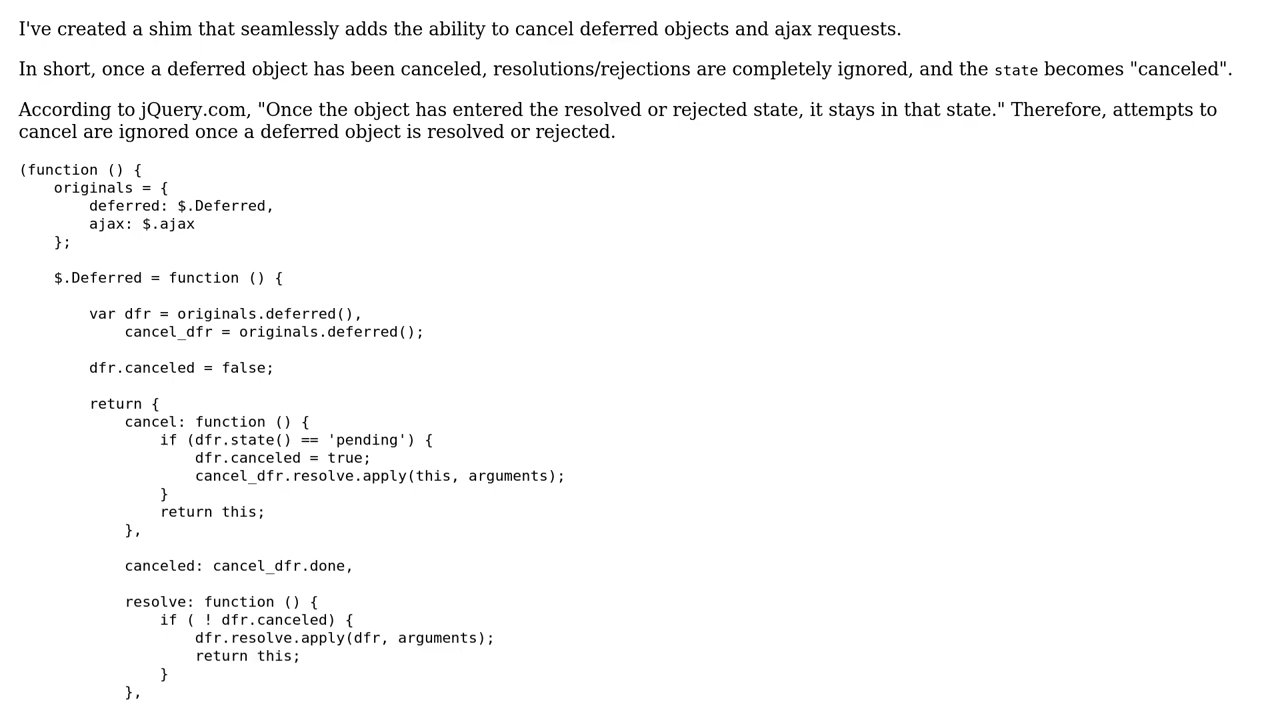 I've created a shim that seamlessly adds the ability to cancel deferred objects and ajax requests.
In short, once a deferred object has been canceled, resolutions/rejections are completely ignored, and the state becomes "canceled".
According to jQuery.com, "Once the object has entered the resolved or rejected state, it stays in that state." Therefore, attempts to
cancel are ignored once a deferred object is resolved or rejected.
(function () {
    originals = {
        deferred: $.Deferred,
        ajax: $.ajax
    };
    $.Deferred = function () {
        var dfr = originals.deferred(),
            cancel_dfr = originals.deferred();
        dfr.canceled = false;
        return {
            cancel: function () {
                if (dfr.state() == 'pending') {
                    dfr.canceled = true;
                    cancel_dfr.resolve.apply(this, arguments);
                }
                return this;
            },
            canceled: cancel_dfr.done,
            resolve: function () {
                if ( ! dfr.canceled) {
                    dfr.resolve.apply(dfr, arguments);
                    return this;
                }
            },